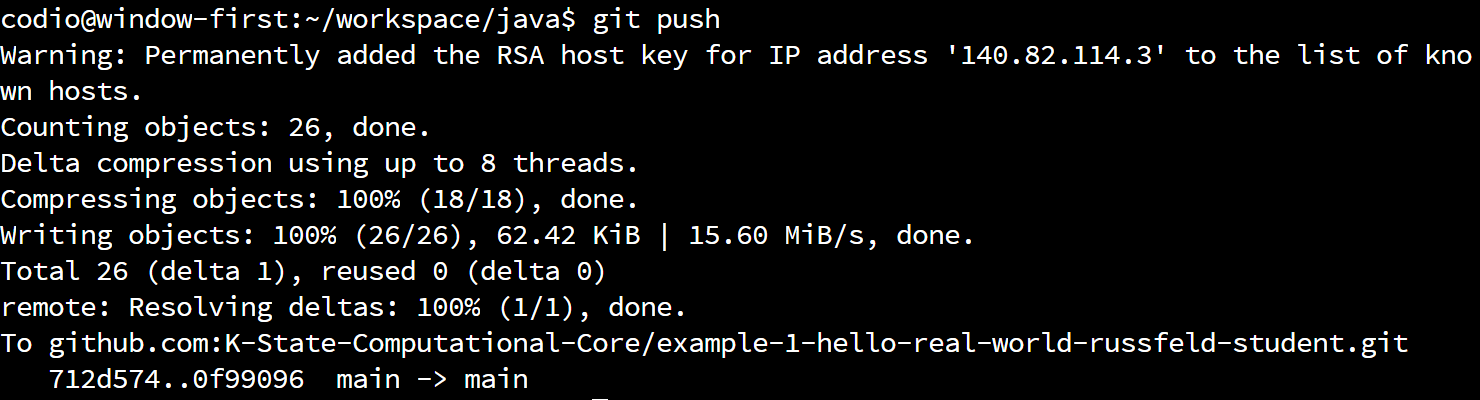 codio@window-first:~/workspace/java$ git push
Warning: Permanently added the RSA host key for IP address '140.82.114.3' to the list of kno
wn hosts.
Counting objects: 26, done.
Delta compression using up to 8 threads.
Compressing objects: 100% (18/18), done.
Writing objects: 100% (26/26), 62.42 KiB | 15.60 MiB/s, done.
Total 26 (delta 1), reused 0 (delta 0)
remote: Resolving deltas: 100% (1/1), done.
To github.com:K-State-Computational-Core/example-1-hello-real-world-russfeld-student.git
   712d574..0f99096  main -> main